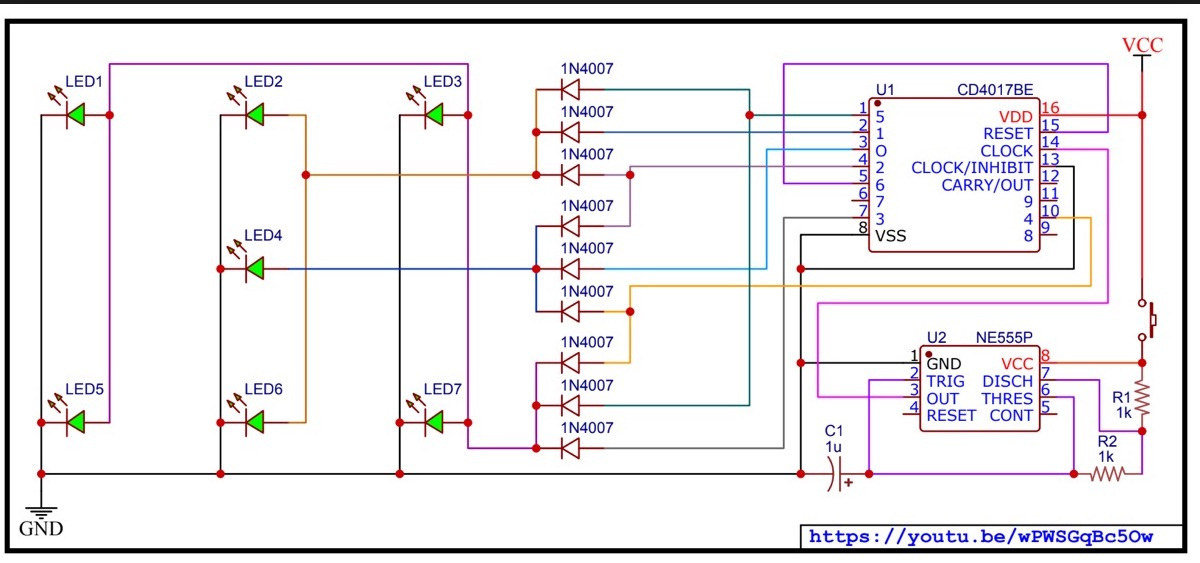 VCC
LED1
LED2
LED3
1N4007
1N4007
1N4007
1N4007
1N4007
1N4007
1N4007
1N4007
1N4007
LED4
LED5
LED6
LED7
U1 CD4017BE
1 5 VDD 16
2 1 RESET 15
3 O CLOCK 14
4 2 CLOCK/INHIBIT 13
5 6 CARRY/OUT 12
6 7 9 11
7 3 4 10
8 VSS 8 9
U2 NE555P
1 GND VCC 8
2 TRIG DISCH 7
3 OUT THRES 6
4 RESET CONT 5
R1
1k
R2
1k
C1
1u
+
GND
https://youtu.be/wPWSGqBc5Ow